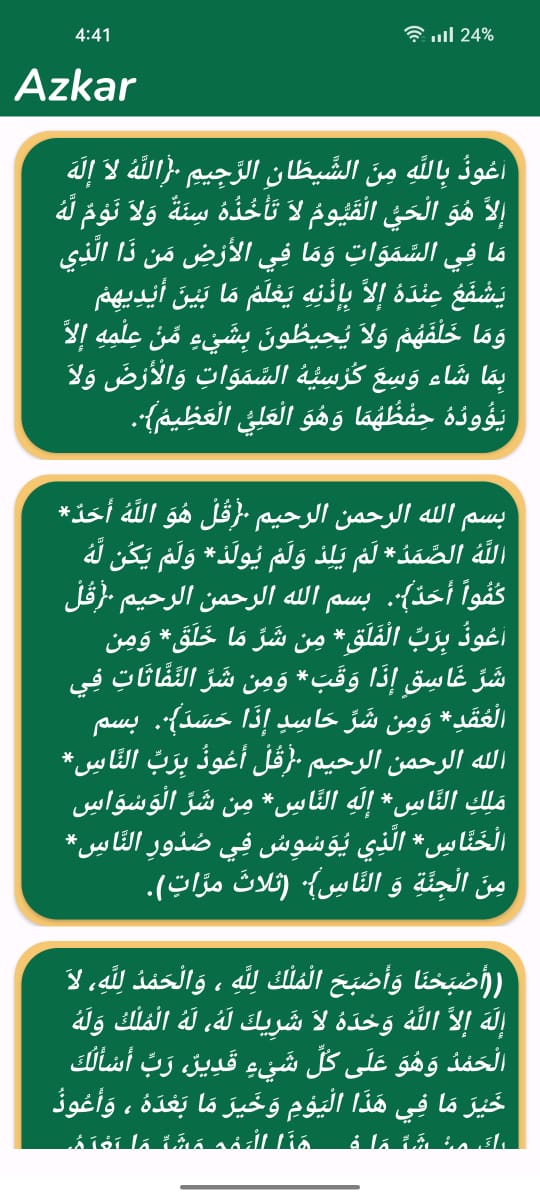 4:41
24%
Azkar
أَعُوذُ بِاللَّهِ مِنَ الشَّيطَانِ الرَّجِيمِ ﴿اللَّهُ لاَ إِلَهَ
إِلاَّ هُوَ الْحَيُّ الْقَيُّومُ لاَ تَأْخُذُهُ سِنَةٌ وَلاَ نَوْمٌ لَّهُ
مَا فِي السَّمَوَاتِ وَمَا فِي الأَرْضِ مَن ذَا الَّذِي
يَشْفَعُ عِنْدَهُ إِلاَّ بِإِذْنِهِ يَعْلَمُ مَا بَيْنَ أَيْدِيهِمْ
وَمَا خَلْفَهُمْ وَلاَ يُحِيطُونَ بِشَيْءٍ مِّنْ عِلْمِهِ إِلاَّ
بِمَا شَاء وَسِعَ كُرْسِيُّهُ السَّمَوَاتِ وَالْأَرْضَ وَلاَ
يَؤُودُهُ حِفْظُهُمَا وَهُوَ الْعَلِيُّ الْعَظِيمُ﴾.
بسم الله الرحمن الرحيم ﴿قُلْ هُوَ اللَّهُ أَحَدٌ*
اللَّهُ الصَّمَدُ* لَمْ يَلِدْ وَلَمْ يُولَدْ* وَلَمْ يَكُن لَّهُ
كُفُواً أَحَدٌ﴾. بسم الله الرحمن الرحيم ﴿قُلْ
أَعُوذُ بِرَبِّ الْفَلَقِ* مِن شَرِّ مَا خَلَقَ* وَمِن
شَرِّ غَاسِقٍ إِذَا وَقَبَ* وَمِن شَرِّ النَّفَّاثَاتِ فِي
الْعُقَدِ* وَمِن شَرِّ حَاسِدٍ إِذَا حَسَدَ﴾. بسم
الله الرحمن الرحيم ﴿قُلْ أَعُوذُ بِرَبِّ النَّاسِ*
مَلِكِ النَّاسِ* إِلَهِ النَّاسِ* مِن شَرِّ الْوَسْوَاسِ
الْخَنَّاسِ* الَّذِي يُوَسْوِسُ فِي صُدُورِ النَّاسِ*
مِنَ الْجِنَّةِ وَ النَّاسِ﴾ (ثلاثَ مرَّاتٍ).
((أَصْبَحْنَا وَأَصْبَحَ الْمُلْكُ لِلَّهِ ، وَالْحَمْدُ لِلَّهِ، لاَ
إِلَهَ إلاَّ اللَّهُ وَحْدَهُ لاَ شَرِيكَ لَهُ، لَهُ الْمُلْكُ وَلَهُ
الْحَمْدُ وَهُوَ عَلَى كُلِّ شَيْءٍ قَدِيرٌ، رَبِّ أَسْأَلُكَ
خَيْرَ مَا فِي هَذَا الْيَوْمِ وَخَيرَ مَا بَعْدَهُ ، وَأَعُوذُ
بِكَ مِنْ شَرِّ مَا فِي هَذَا الْيَوْمِ وَشَرِّ مَا بَعْدَهُ،